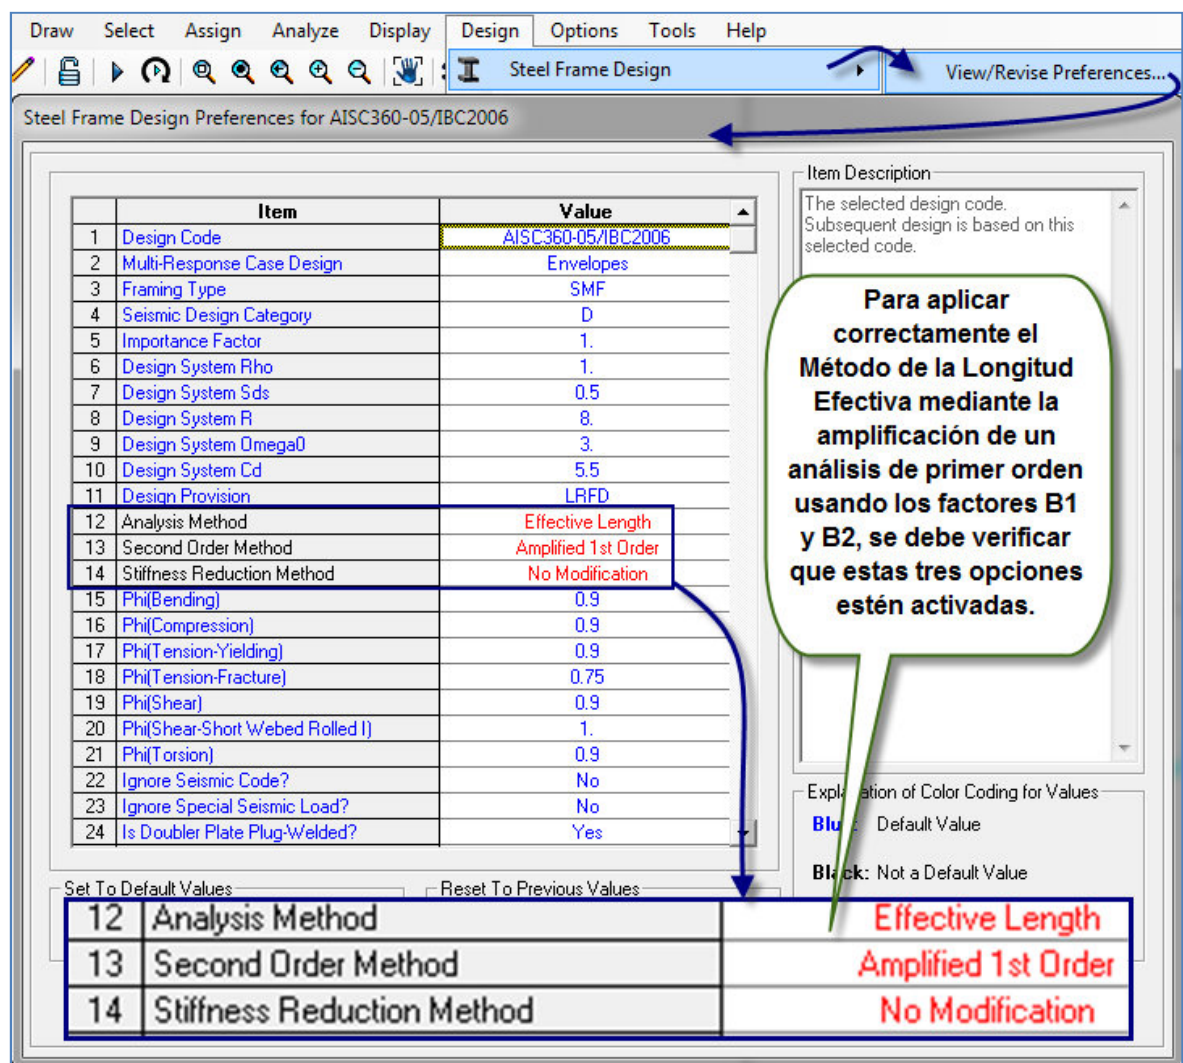 Draw Select Assign Analyze Display Design Options Tools Help
Steel Frame Design
View/Revise Preferences...
Steel Frame Design Preferences for AISC360-05/IBC2006
Item Value
1 Design Code AISC360-05/IBC2006
2 Multi-Response Case Design Envelopes
3 Framing Type SMF
4 Seismic Design Category D
5 Importance Factor 1.
6 Design System Rho 1.
7 Design System Sds 0.5
8 Design System R 8.
9 Design System Omega0 3.
10 Design System Cd 5.5
11 Design Provision LRFD
12 Analysis Method Effective Length
13 Second Order Method Amplified 1st Order
14 Stiffness Reduction Method No Modification
15 Phi(Bending) 0.9
16 Phi(Compression) 0.9
17 Phi(Tension-Yielding) 0.9
18 Phi(Tension-Fracture) 0.75
19 Phi(Shear) 0.9
20 Phi(Shear-Short Webed Rolled I) 1.
21 Phi(Torsion) 0.9
22 Ignore Seismic Code? No
23 Ignore Special Seismic Load? No
24 Is Doubler Plate Plug-Welded? Yes
Item Description
The selected design code.
Subsequent design is based on this
selected code.
Para aplicar
correctamente el
Método de la Longitud
Efectiva mediante la
amplificación de un
análisis de primer orden
usando los factores B1
y B2, se debe verificar
que estas tres opciones
estén activadas.
Explanation of Color Coding for Values
Blue: Default Value
Black: Not a Default Value
Set To Default Values
Reset To Previous Values
12 Analysis Method Effective Length
13 Second Order Method Amplified 1st Order
14 Stiffness Reduction Method No Modification